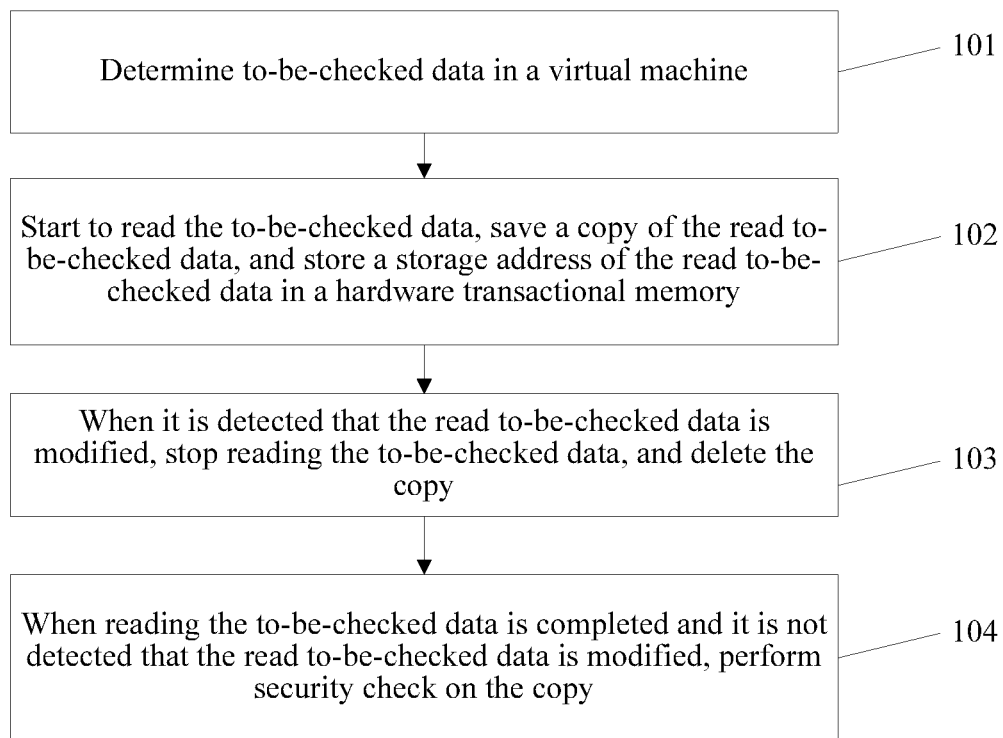 Determine to-be-checked data in a virtual machine
101
Start to read the to-be-checked data, save a copy of the read to-
be-checked data, and store a storage address of the read to-be-
checked data in a hardware transactional memory
102
When it is detected that the read to-be-checked data is
modified, stop reading the to-be-checked data, and delete the
copy
103
When reading the to-be-checked data is completed and it is not
detected that the read to-be-checked data is modified, perform
security check on the copy
104